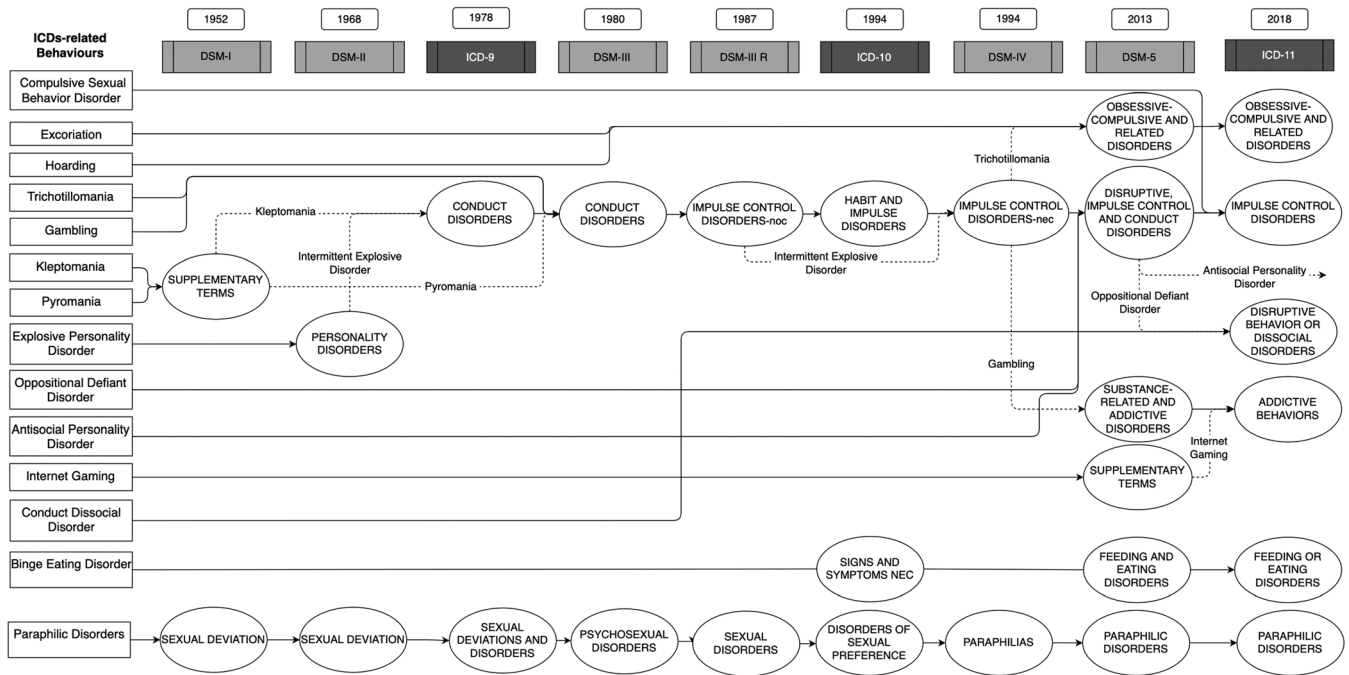 1952
1968
1978
1980
1987
1994
1994
2013
2018
ICDs-related
Behaviours
DSM-I
DSM-II
ICD-9
DSM-III
DSM-III R
ICD-10
DSM-IV
DSM-5
ICD-11
Compulsive Sexual
Behavior Disorder
Excoriation
Hoarding
Trichotillomania
Gambling
Kleptomania
Pyromania
Explosive Personality
Disorder
Oppositional Defiant
Disorder
Antisocial Personality
Disorder
Internet Gaming
Conduct Dissocial
Disorder
Binge Eating Disorder
Paraphilic Disorders
OBSESSIVE-
COMPULSIVE AND
RELATED
DISORDERS
OBSESSIVE-
COMPULSIVE AND
RELATED
DISORDERS
Trichotillomania
Kleptomania
CONDUCT
DISORDERS
CONDUCT
DISORDERS
IMPULSE CONTROL
DISORDERS-noc
HABIT AND
IMPULSE
DISORDERS
IMPULSE CONTROL
DISORDERS-nec
DISRUPTIVE,
IMPULSE CONTROL
AND CONDUCT
DISORDERS
IMPULSE CONTROL
DISORDERS
Intermittent Explosive
Disorder
Intermittent Explosive
Disorder
SUPPLEMENTARY
TERMS
Pyromania
Antisocial Personality
Disorder
Oppositional Defiant
Disorder
PERSONALITY
DISORDERS
DISRUPTIVE
BEHAVIOR OR
DISSOCIAL
DISORDERS
Gambling
SUBSTANCE-
RELATED AND
ADDICTIVE
DISORDERS
ADDICTIVE
BEHAVIORS
Internet
Gaming
SUPPLEMENTARY
TERMS
SIGNS AND
SYMPTOMS NEC
FEEDING AND
EATING
DISORDERS
FEEDING OR
EATING
DISORDERS
SEXUAL DEVIATION
SEXUAL DEVIATION
SEXUAL
DEVIATIONS AND
DISORDERS
PSYCHOSEXUAL
DISORDERS
SEXUAL
DISORDERS
DISORDERS OF
SEXUAL
PREFERENCE
PARAPHILIAS
PARAPHILIC
DISORDERS
PARAPHILIC
DISORDERS